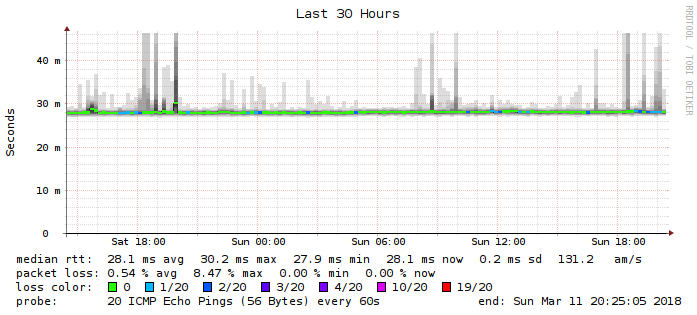 Last 30 Hours
RRDTOOL / TOBI OETIKER
Seconds
40 m
30 m
20 m
10 m
0
Sat 18:00 Sun 00:00 Sun 06:00 Sun 12:00 Sun 18:00
median rtt: 28.1 ms avg 30.2 ms max 27.9 ms min 28.1 ms now 0.2 ms sd 131.2 am/s
packet loss: 0.54 % avg 8.47 % max 0.00 % min 0.00 % now
loss color: 0 1/20 2/20 3/20 4/20 10/20 19/20
probe: 20 ICMP Echo Pings (56 Bytes) every 60s end: Sun Mar 11 20:25:05 2018